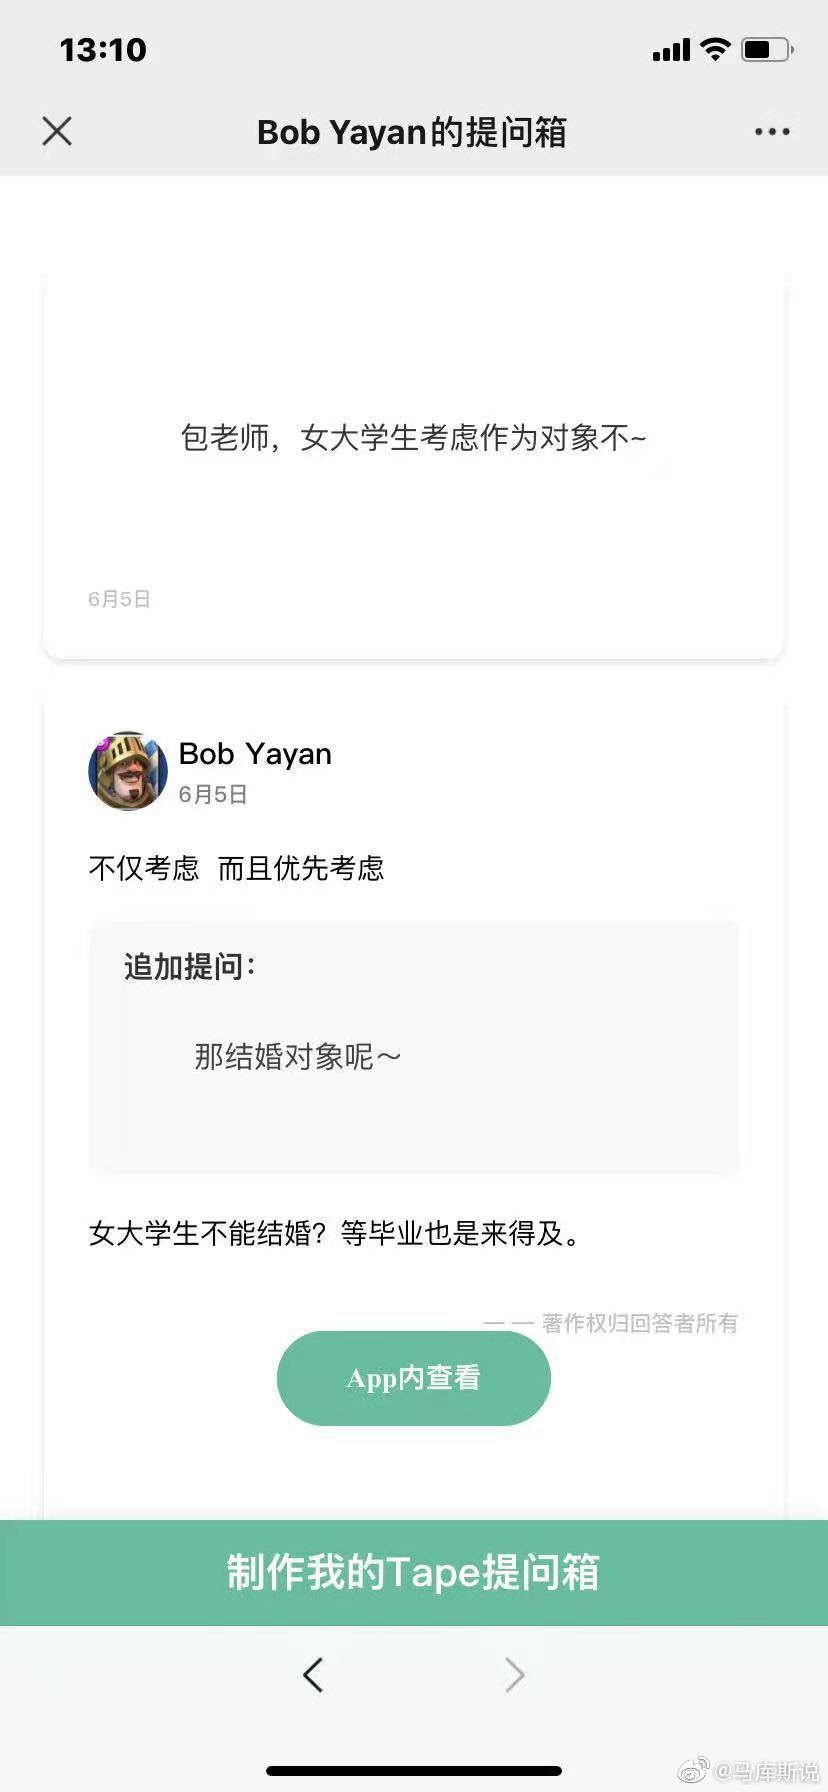 13:10
Bob Yayan的提问箱
包老师，女大学生考虑作为对象不~
6月5日
Bob Yayan
6月5日
不仅考虑 而且优先考虑
追加提问：
那结婚对象呢～
女大学生不能结婚？等毕业也是来得及。
— — 著作权归回答者所有
App内查看
制作我的Tape提问箱
@马库斯说